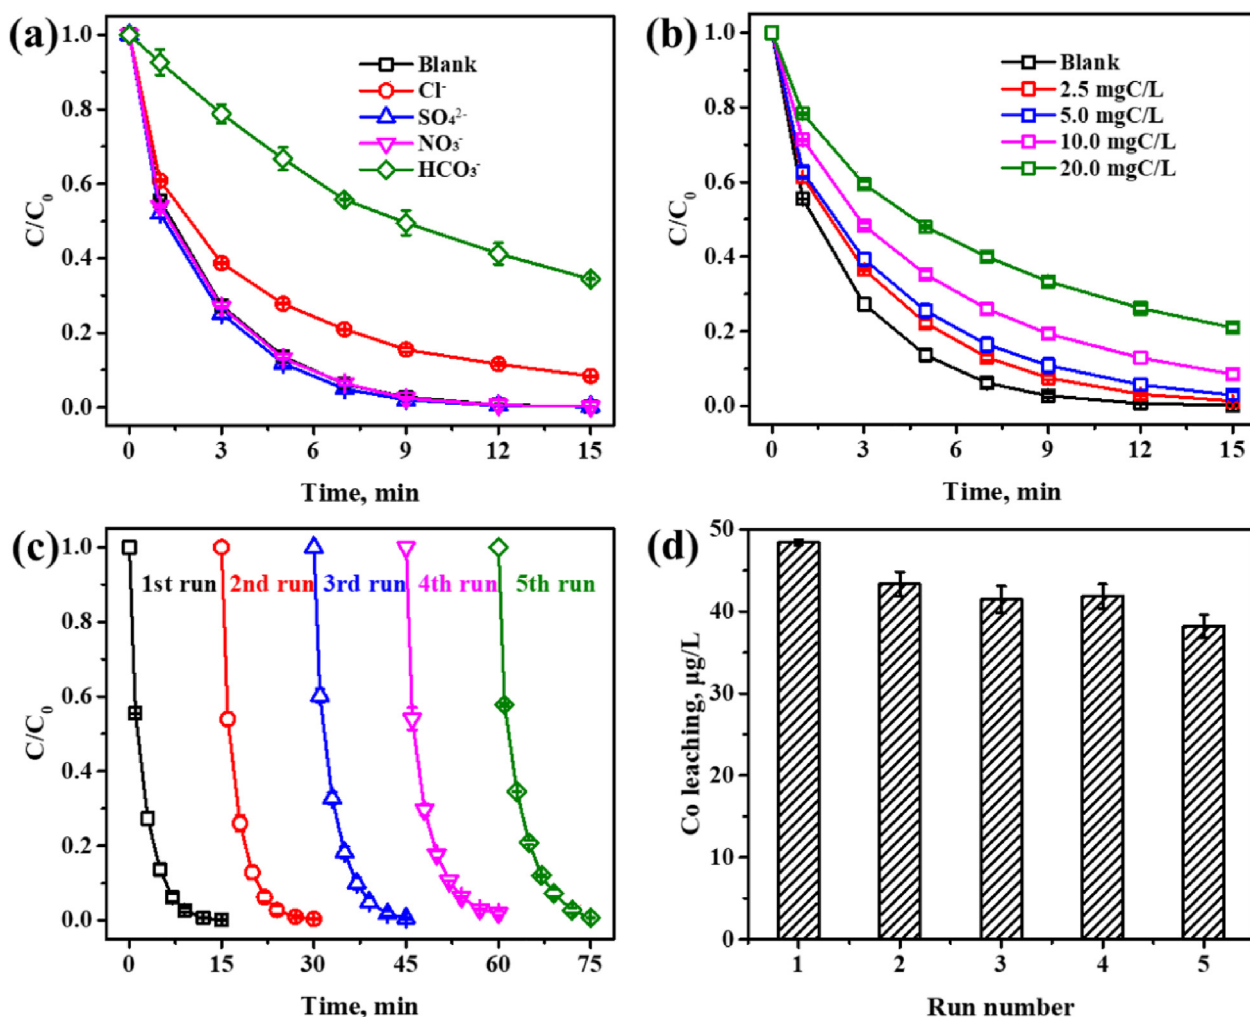 (a)
1.0
0.8
0.6
0.4
0.2
0.0
C/C₀
Blank
Cl⁻
SO₄²⁻
NO₃⁻
HCO₃⁻
0 3 6 9 12 15
Time, min
(b)
1.0
0.8
0.6
0.4
0.2
0.0
C/C₀
Blank
2.5 mgC/L
5.0 mgC/L
10.0 mgC/L
20.0 mgC/L
0 3 6 9 12 15
Time, min
(c)
1.0
0.8
0.6
0.4
0.2
0.0
C/C₀
1st run 2nd run 3rd run 4th run 5th run
0 15 30 45 60 75
Time, min
(d)
50
40
30
20
10
0
Co leaching, µg/L
1 2 3 4 5
Run number